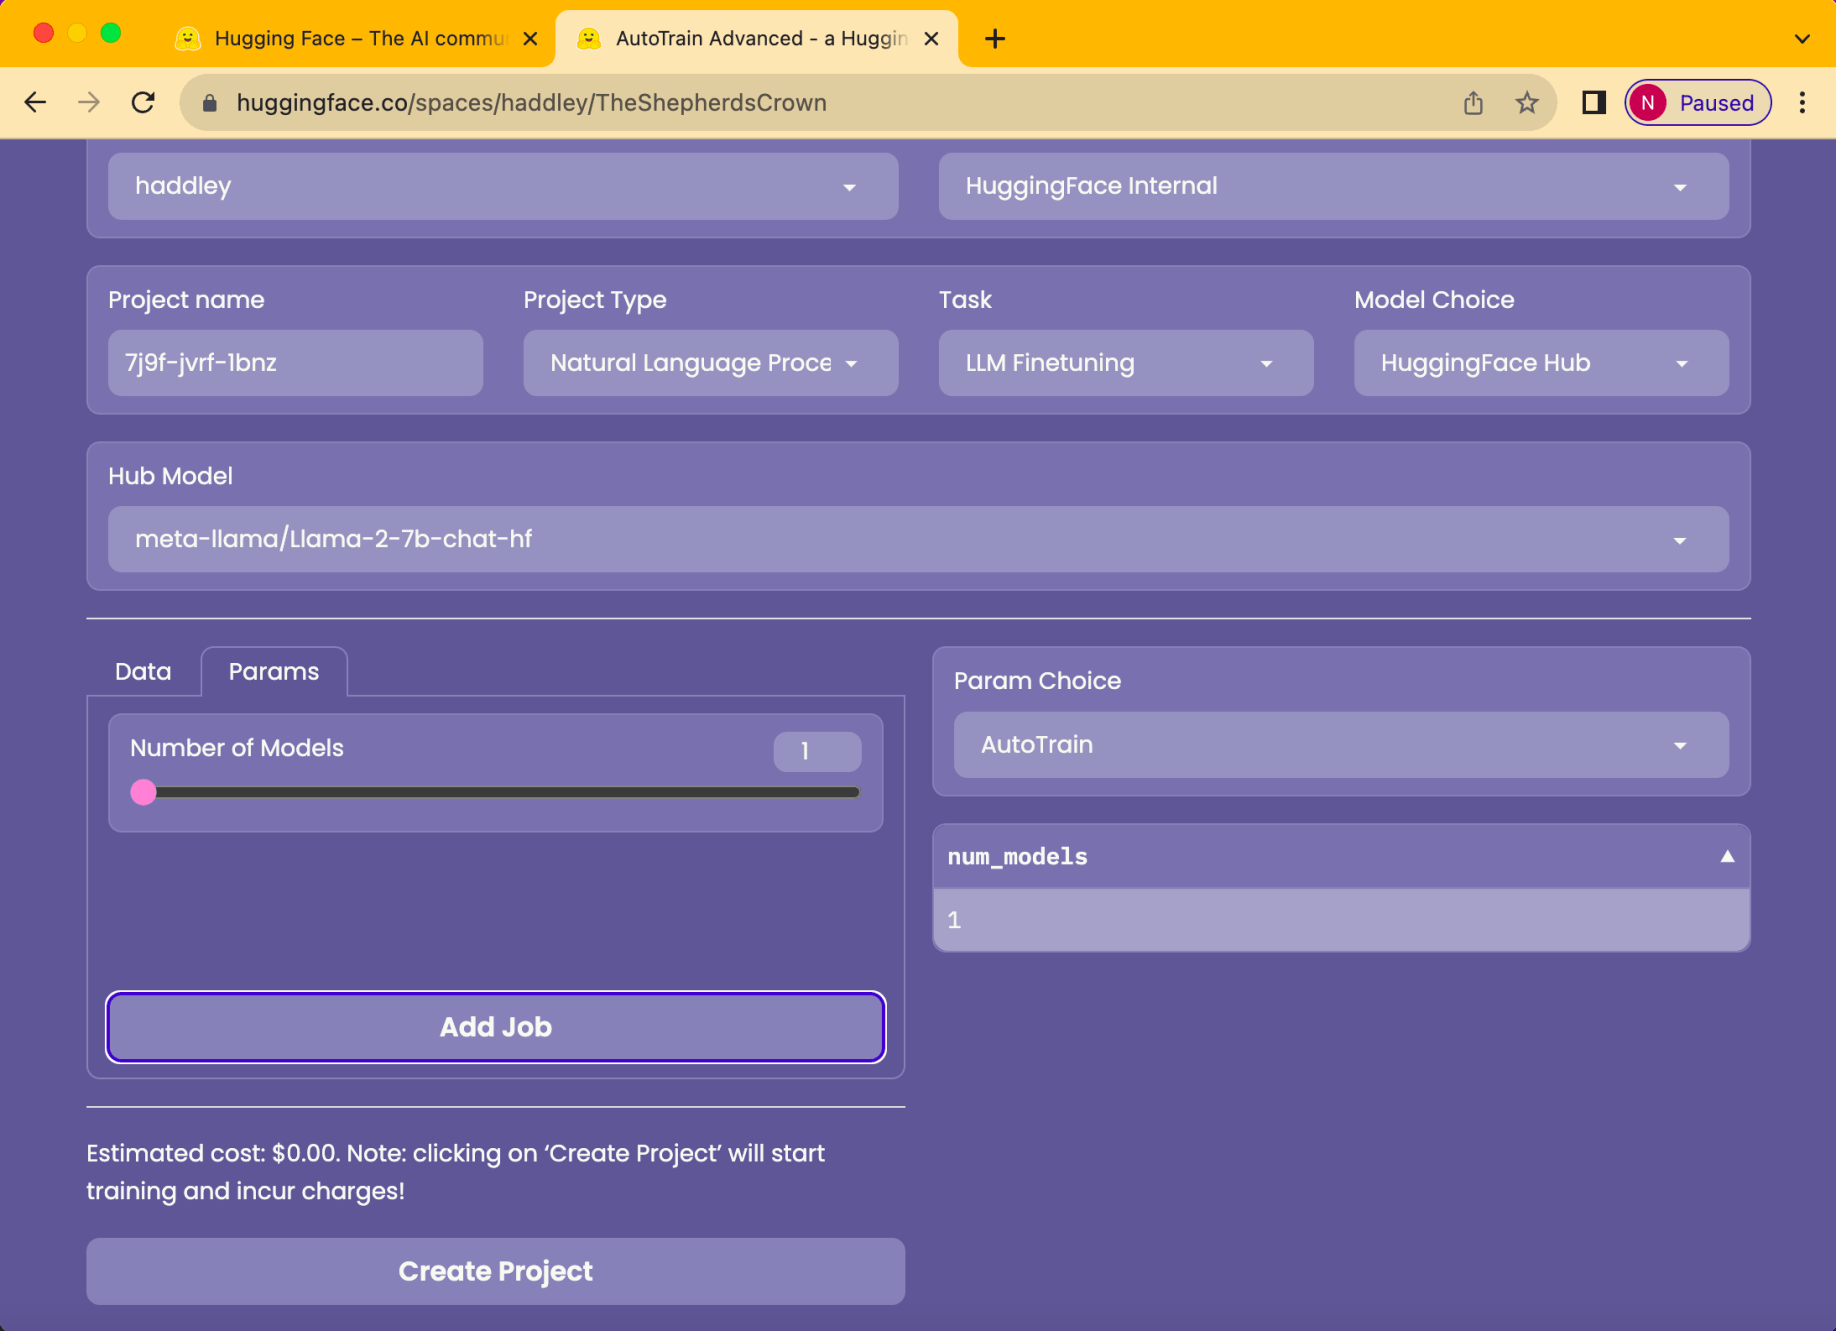 Hugging Face – The AI commu
AutoTrain Advanced - a Huggin
huggingface.co/spaces/haddley/TheShepherdsCrown
N
Paused
haddley
HuggingFace Internal
Project name
Project Type
Task
Model Choice
7j9f-jvrf-1bnz
Natural Language Proce
LLM Finetuning
HuggingFace Hub
Hub Model
meta-llama/Llama-2-7b-chat-hf
Data
Params
Param Choice
Number of Models
1
AutoTrain
num_models
1
Add Job
Estimated cost: $0.00. Note: clicking on ‘Create Project’ will start
training and incur charges!
Create Project